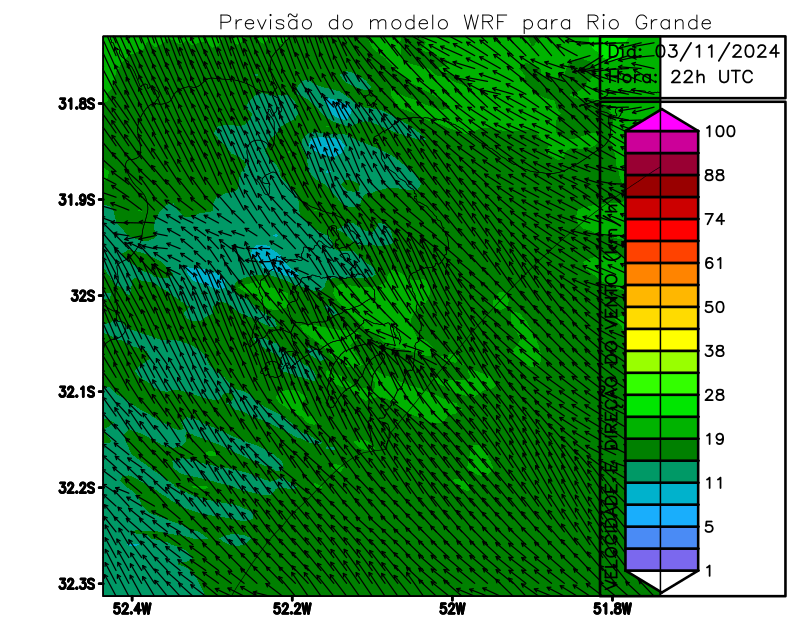 Previsão do modelo WRF para Rio Grande
Dia: 03/11/2024
Hora: 22h UTC
VELOCIDADE E DIREÇÃO DO VENTO (km/h)
100
88
74
61
50
38
28
19
11
5
1
31.8S
31.9S
32S
32.1S
32.2S
32.3S
52.4W
52.2W
52W
51.8W